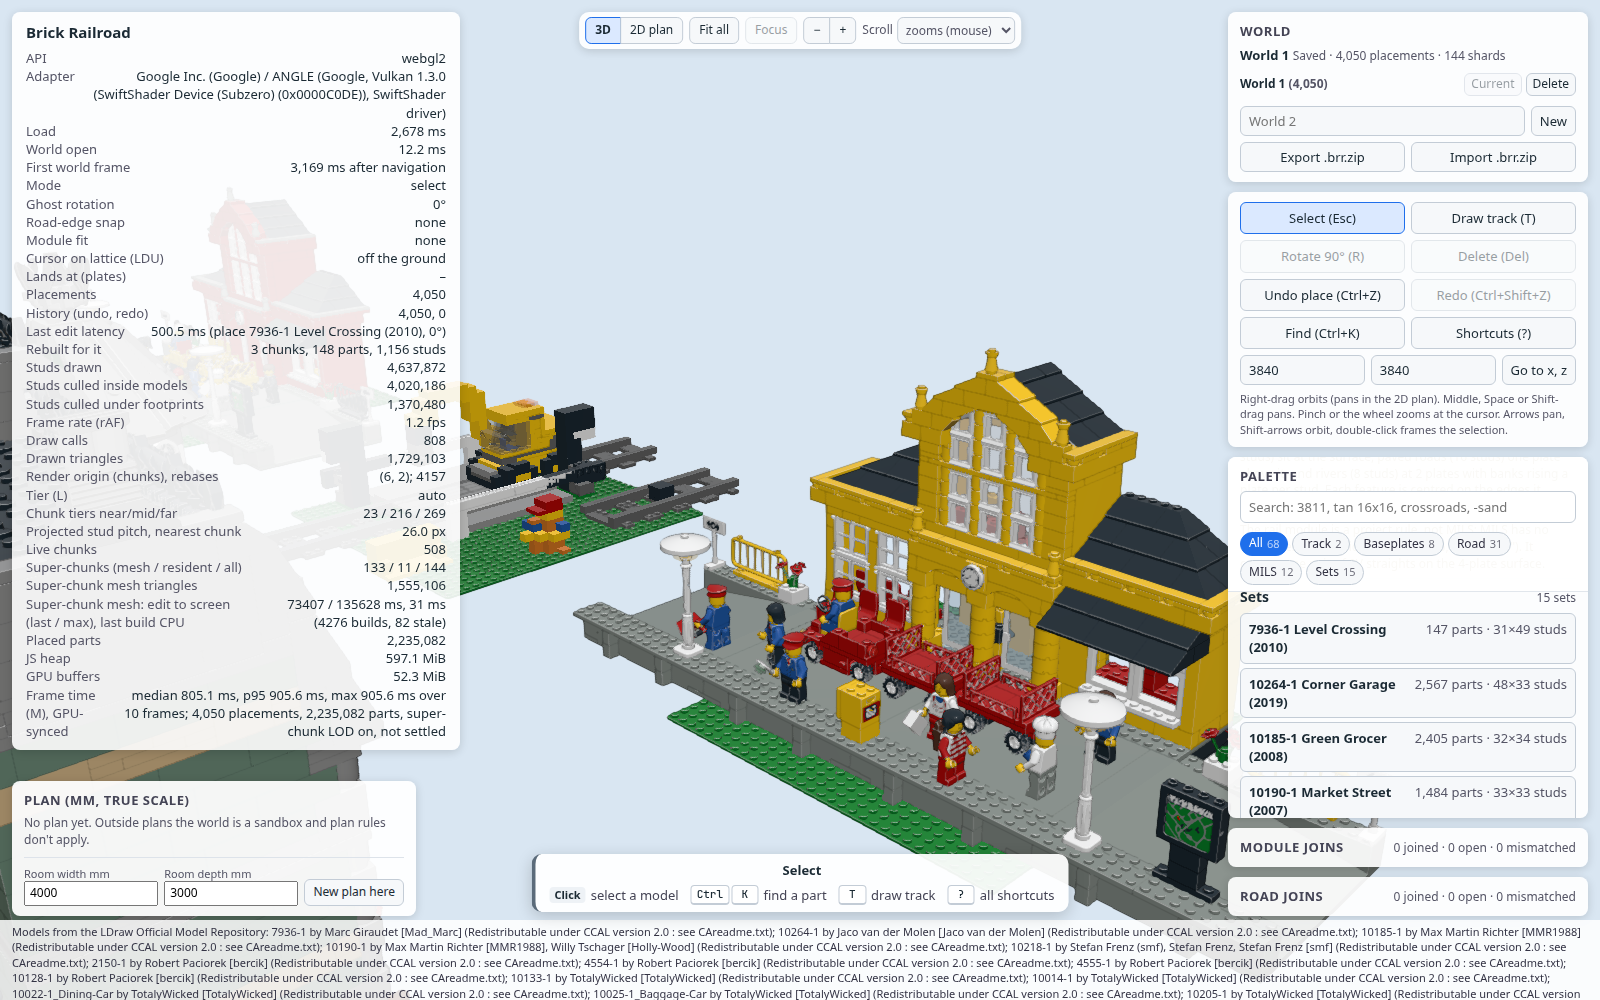 Brick Railroad
API webgl2
Adapter Google Inc. (Google) / ANGLE (Google, Vulkan 1.3.0
(SwiftShader Device (Subzero) (0x0000C0DE)), SwiftShader
driver)
Load 2,678 ms
World open 12.2 ms
First world frame 3,169 ms after navigation
Mode select
Ghost rotation 0°
Road-edge snap none
Module fit none
Cursor on lattice (LDU) off the ground
Lands at (plates) –
Placements 4,050
History (undo, redo) 4,050, 0
Last edit latency 500.5 ms (place 7936-1 Level Crossing (2010), 0°)
Rebuilt for it 3 chunks, 148 parts, 1,156 studs
Studs drawn 4,637,872
Studs culled inside models 4,020,186
Studs culled under footprints 1,370,480
Frame rate (rAF) 1.2 fps
Draw calls 808
Drawn triangles 1,729,103
Render origin (chunks), rebases (6, 2); 4157
Tier (L) auto
Chunk tiers near/mid/far 23 / 216 / 269
Projected stud pitch, nearest chunk 26.0 px
Live chunks 508
Super-chunks (mesh / resident / all) 133 / 11 / 144
Super-chunk mesh triangles 1,555,106
Super-chunk mesh: edit to screen 73407 / 135628 ms, 31 ms
(last / max), last build CPU (4276 builds, 82 stale)
Placed parts 2,235,082
JS heap 597.1 MiB
GPU buffers 52.3 MiB
Frame time median 805.1 ms, p95 905.6 ms, max 905.6 ms over
(M), GPU- 10 frames; 4,050 placements, 2,235,082 parts, super-
synced chunk LOD on, not settled
PLAN (MM, TRUE SCALE)
No plan yet. Outside plans the world is a sandbox and plan rules
don't apply.
Room width mm Room depth mm
4000 3000 New plan here
3D 2D plan Fit all Focus − + Scroll zooms (mouse)
Select
Click select a model Ctrl K find a part T draw track ? all shortcuts
WORLD
World 1 Saved · 4,050 placements · 144 shards
World 1 (4,050) Current Delete
World 2 New
Export .brr.zip Import .brr.zip
Select (Esc) Draw track (T)
Rotate 90° (R) Delete (Del)
Undo place (Ctrl+Z) Redo (Ctrl+Shift+Z)
Find (Ctrl+K) Shortcuts (?)
3840 3840 Go to x, z
Right-drag orbits (pans in the 2D plan). Middle, Space or Shift-
drag pans. Pinch or the wheel zooms at the cursor. Arrows pan,
Shift-arrows orbit, double-click frames the selection.
PALETTE
Search: 3811, tan 16x16, crossroads, -sand
All 68 Track 2 Baseplates 8 Road 31
MILS 12 Sets 15
Sets 15 sets
7936-1 Level Crossing 147 parts · 31×49 studs
(2010)
10264-1 Corner Garage 2,567 parts · 48×33 studs
(2019)
10185-1 Green Grocer 2,405 parts · 32×34 studs
(2008)
10190-1 Market Street 1,484 parts · 33×33 studs
(2007)
MODULE JOINS 0 joined · 0 open · 0 mismatched
ROAD JOINS 0 joined · 0 open · 0 mismatched
Models from the LDraw Official Model Repository: 7936-1 by Marc Giraudet [Mad_Marc] (Redistributable under CCAL version 2.0 : see CAreadme.txt); 10264-1 by Jaco van der Molen [Jaco van der Molen] (Redistributable under CCAL version 2.0 : see CAreadme.txt); 10185-1 by Max Martin Richter [MMR1988]
(Redistributable under CCAL version 2.0 : see CAreadme.txt); 10190-1 by Max Martin Richter [MMR1988], Willy Tschager [Holly-Wood] (Redistributable under CCAL version 2.0 : see CAreadme.txt); 10218-1 by Stefan Frenz (smf), Stefan Frenz, Stefan Frenz [smf] (Redistributable under CCAL version 2.0 : see
CAreadme.txt); 2150-1 by Robert Paciorek [bercik] (Redistributable under CCAL version 2.0 : see CAreadme.txt); 4554-1 by Robert Paciorek [bercik] (Redistributable under CCAL version 2.0 : see CAreadme.txt); 4555-1 by Robert Paciorek [bercik] (Redistributable under CCAL version 2.0 : see CAreadme.txt);
10128-1 by Robert Paciorek [bercik] (Redistributable under CCAL version 2.0 : see CAreadme.txt); 10133-1 by TotalyWicked [TotalyWicked] (Redistributable under CCAL version 2.0 : see CAreadme.txt); 10014-1 by TotalyWicked [TotalyWicked] (Redistributable under CCAL version 2.0 : see CAreadme.txt);
10022-1_Dining-Car by TotalyWicked [TotalyWicked] (Redistributable under CCAL version 2.0 : see CAreadme.txt); 10025-1_Baggage-Car by TotalyWicked [TotalyWicked] (Redistributable under CCAL version 2.0 : see CAreadme.txt); 10205-1 by TotalyWicked [TotalyWicked] (Redistributable under CCAL version